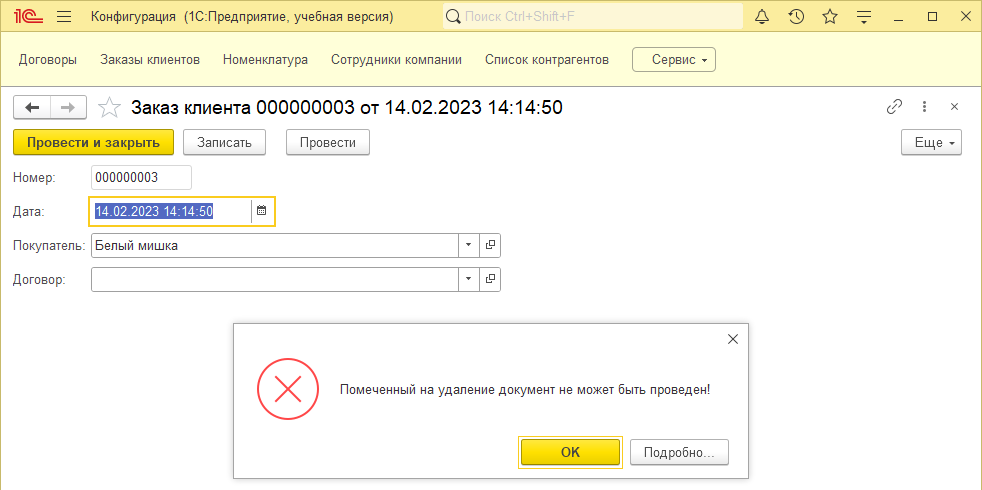 1С Конфигурация (1С:Предприятие, учебная версия) Поиск Ctrl+Shift+F
Договоры Заказы клиентов Номенклатура Сотрудники компании Список контрагентов Сервис
Заказ клиента 000000003 от 14.02.2023 14:14:50
Провести и закрыть Записать Провести Еще
Номер: 000000003
Дата: 14.02.2023 14:14:50
Покупатель: Белый мишка
Договор:
Помеченный на удаление документ не может быть проведен!
OK Подробно...